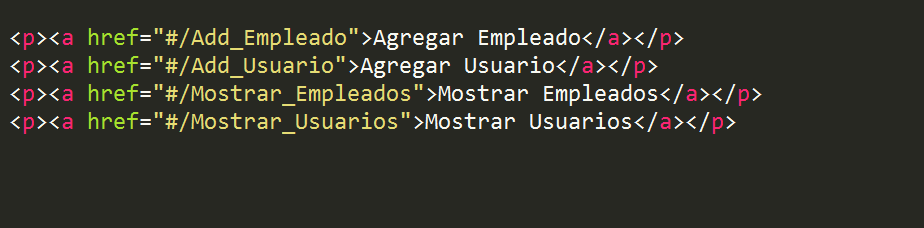 <p><a href="#/Add_Empleado">Agregar Empleado</a></p>
<p><a href="#/Add_Usuario">Agregar Usuario</a></p>
<p><a href="#/Mostrar_Empleados">Mostrar Empleados</a></p>
<p><a href="#/Mostrar_Usuarios">Mostrar Usuarios</a></p>